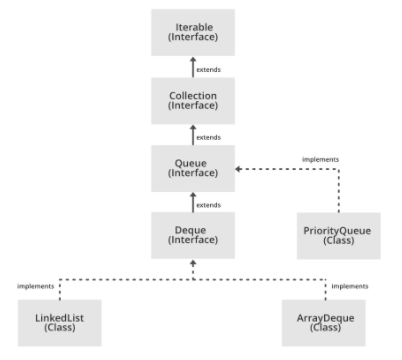 Iterable
(Interface)
extends
Collection
(Interface)
extends
Queue
(Interface)
implements
extends
Deque
(Interface)
PriorityQueue
(Class)
implements
implements
LinkedList
(Class)
ArrayDeque
(Class)